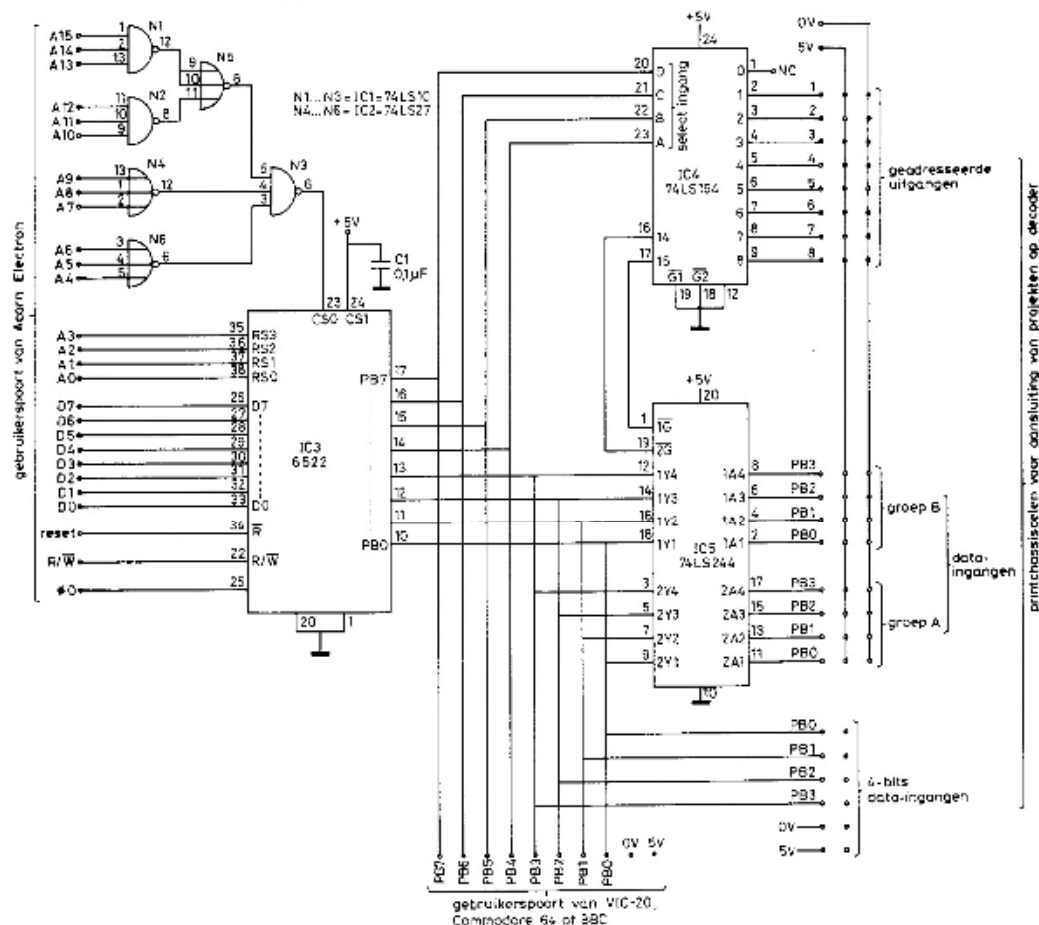 gebruikerspoort van Acorn Electron
A15 1 N1
A14 2 12
A13 13
N5
9
10 6
11
A12 11 N2
A11 10 8
A10 9
N1...N3=IC1=74LS10
N4...N6=IC2=74LS27
A9 13 N4
A8 1 12
A7 2
5 N3
4 6
3
A6 3 N6
A5 4 6
A4 5
+5V
C1
0,1µF
23 24
CS0 CS1
A3 35 RS3
A2 36 RS2
A1 37 RS1
A0 38 RS0
D7 26 D7
D6 27
D5 28
D4 29
D3 30
D2 31
D1 32
D0 33 D0
reset 34 R
R/W 22 R/W
φ0 25
IC3
6522
20 1
PB7 17
16
15
14
13
12
11
PB0 10
+5V
24
20 D
21 C
22 B
23 A
select ingang
IC4
74LS154
0 1 NC
1 2 1
2 3 2
3 4 3
4 5 4
5 6 5
6 7 6
7 8 7
8 9 8
16 14
17 15
G1 G2
19 18 12
0V
5V
geadresseerde
uitgangen
+5V
20
1 1G
19 2G
12 1Y4 1A4 8 PB3
14 1Y3 1A3 6 PB2
16 1Y2 1A2 4 PB1
18 1Y1 1A1 2 PB0
IC5
74LS244
3 2Y4 2A4 17 PB3
5 2Y3 2A3 15 PB2
7 2Y2 2A2 13 PB1
9 2Y1 2A1 11 PB0
10
groep B
groep A
data-
ingangen
PB0
PB1
PB2
PB3
0V
5V
4-bits
data-ingangen
PB7 PB6 PB5 PB4 PB3 PB2 PB1 PB0 0V 5V
gebruikerspoort van VIC-20,
Commodore 64 of BBC
printchassisdelen voor aansluiting van projekten op decoder